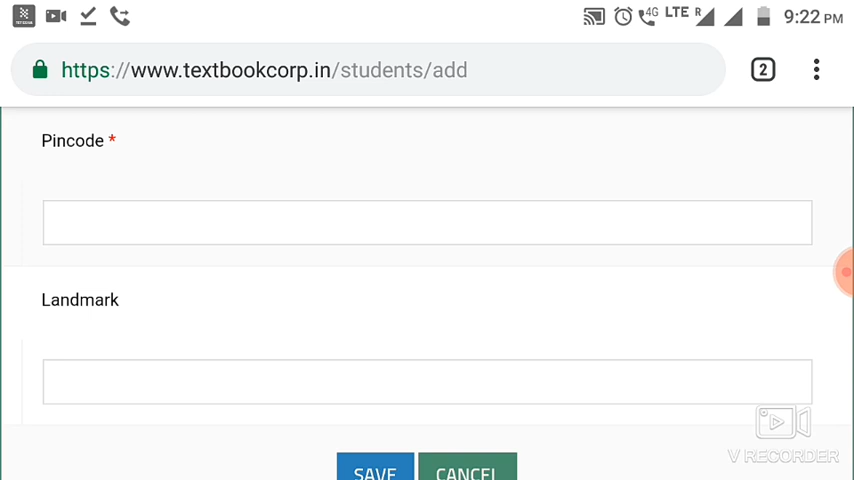 4G LTE R 9:22 PM
https://www.textbookcorp.in/students/add 2
Pincode *
Landmark
SAVE CANCEL
V RECORDER